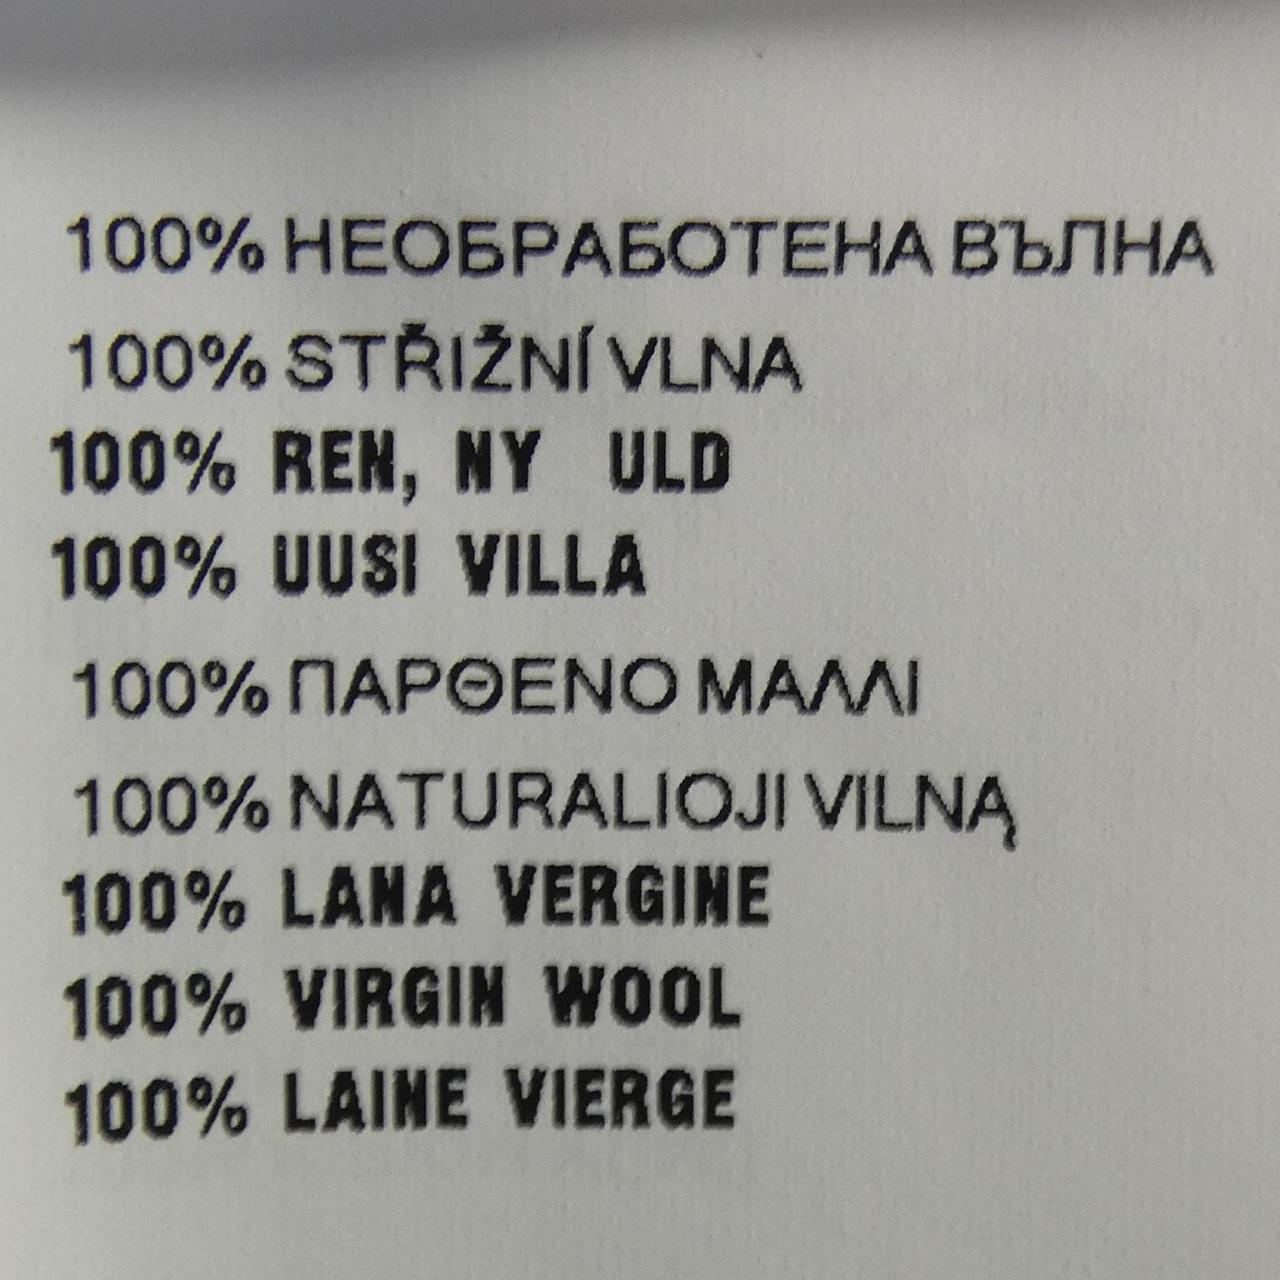 100% НЕОБРАБОТЕНА ВЪЛНА
100% STŘIŽNÍ VLNA
100% REN, NY ULD
100% UUSI VILLA
100% ΠΑΡΘΕΝΟ ΜΑΛΛΙ
100% NATURALIOJI VILNĄ
100% LANA VERGINE
100% VIRGIN WOOL
100% LAINE VIERGE